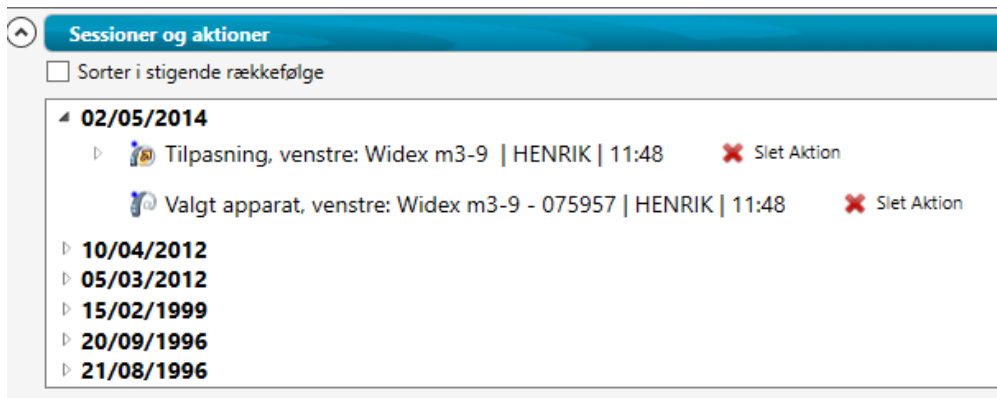 Sessioner og aktioner
Sorter i stigende rækkefølge
02/05/2014
Tilpasning, venstre: Widex m3-9 | HENRIK | 11:48 Slet Aktion
Valgt apparat, venstre: Widex m3-9 - 075957 | HENRIK | 11:48 Slet Aktion
10/04/2012
05/03/2012
15/02/1999
20/09/1996
21/08/1996